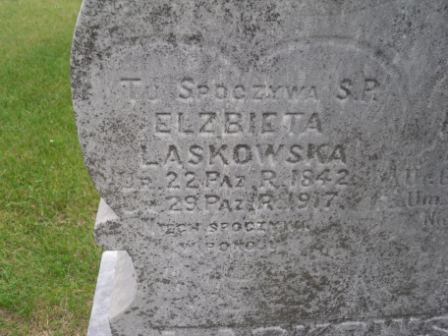 TU SPOCZYWA S.P.
ELZBIETA
LASKOWSKA
UR. 22 PAZ. R. 1842
29 PAZ. R. 1917
NIECH SPOCZYWA
W POKOJU